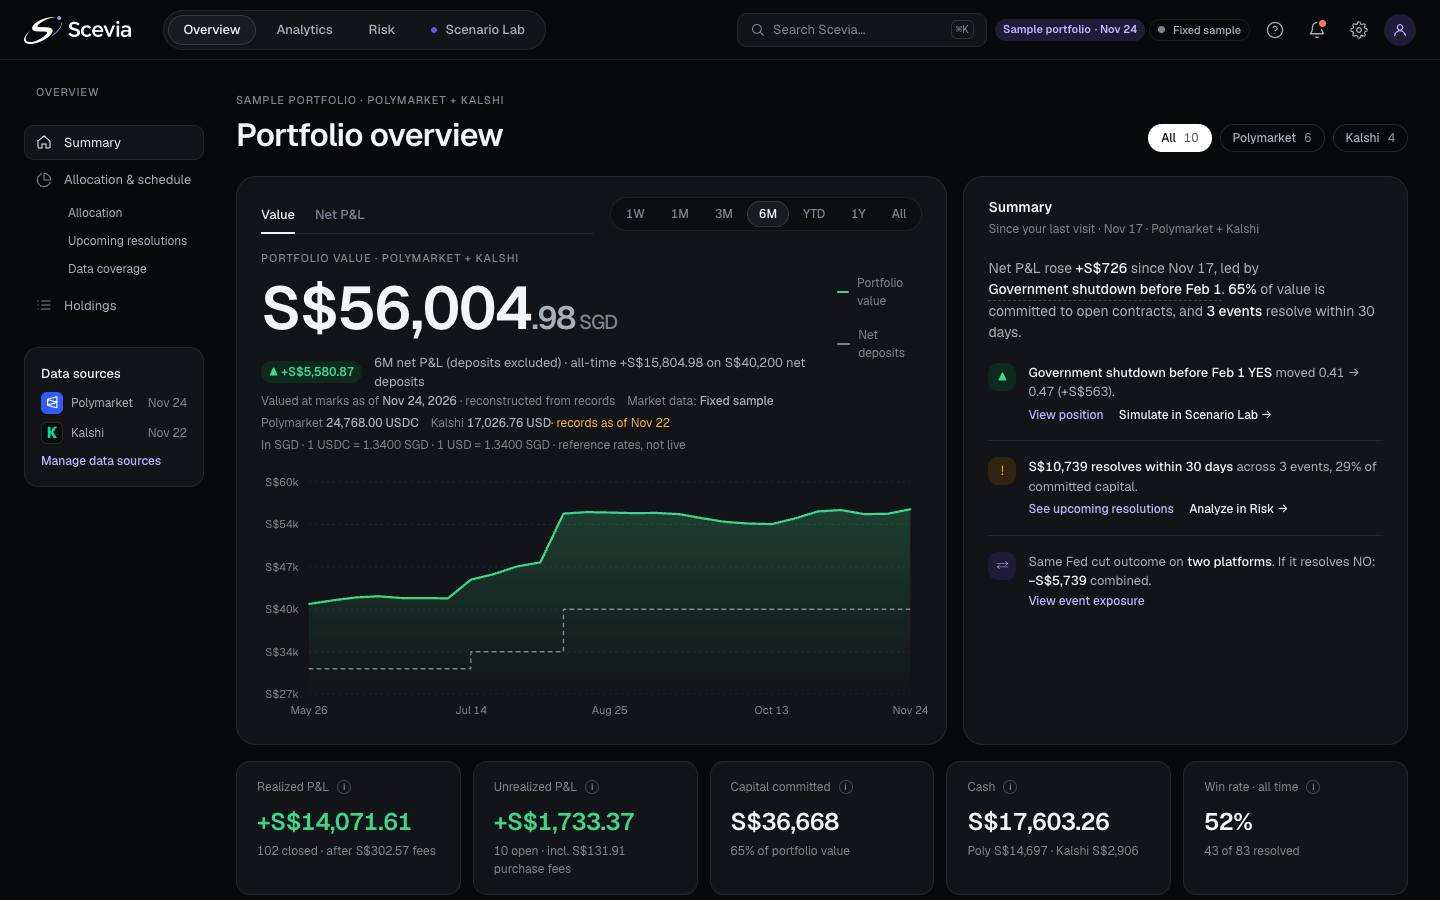 Scevia
Overview
Analytics
Risk
Scenario Lab
Search Scevia…
⌘K
Sample portfolio · Nov 24
Fixed sample
OVERVIEW
Summary
Allocation & schedule
Allocation
Upcoming resolutions
Data coverage
Holdings
Data sources
Polymarket Nov 24
Kalshi Nov 22
Manage data sources
SAMPLE PORTFOLIO · POLYMARKET + KALSHI
Portfolio overview
All 10
Polymarket 6
Kalshi 4
Value
Net P&L
1W
1M
3M
6M
YTD
1Y
All
PORTFOLIO VALUE · POLYMARKET + KALSHI
S$56,004.98 SGD
Portfolio
value
Net
deposits
▲ +S$5,580.87
6M net P&L (deposits excluded) · all-time +S$15,804.98 on S$40,200 net
deposits
Valued at marks as of Nov 24, 2026 · reconstructed from records Market data: Fixed sample
Polymarket 24,768.00 USDC Kalshi 17,026.76 USD· records as of Nov 22
In SGD · 1 USDC = 1.3400 SGD · 1 USD = 1.3400 SGD · reference rates, not live
S$60k
S$54k
S$47k
S$40k
S$34k
S$27k
May 26
Jul 14
Aug 25
Oct 13
Nov 24
Summary
Since your last visit · Nov 17 · Polymarket + Kalshi
Net P&L rose +S$726 since Nov 17, led by
Government shutdown before Feb 1. 65% of value is
committed to open contracts, and 3 events resolve within 30
days.
▲
Government shutdown before Feb 1 YES moved 0.41 →
0.47 (+S$563).
View position Simulate in Scenario Lab →
!
S$10,739 resolves within 30 days across 3 events, 29% of
committed capital.
See upcoming resolutions Analyze in Risk →
⇄
Same Fed cut outcome on two platforms. If it resolves NO:
−S$5,739 combined.
View event exposure
Realized P&L i
+S$14,071.61
102 closed · after S$302.57 fees
Unrealized P&L i
+S$1,733.37
10 open · incl. S$131.91
purchase fees
Capital committed i
S$36,668
65% of portfolio value
Cash i
S$17,603.26
Poly S$14,697 · Kalshi S$2,906
Win rate · all time i
52%
43 of 83 resolved